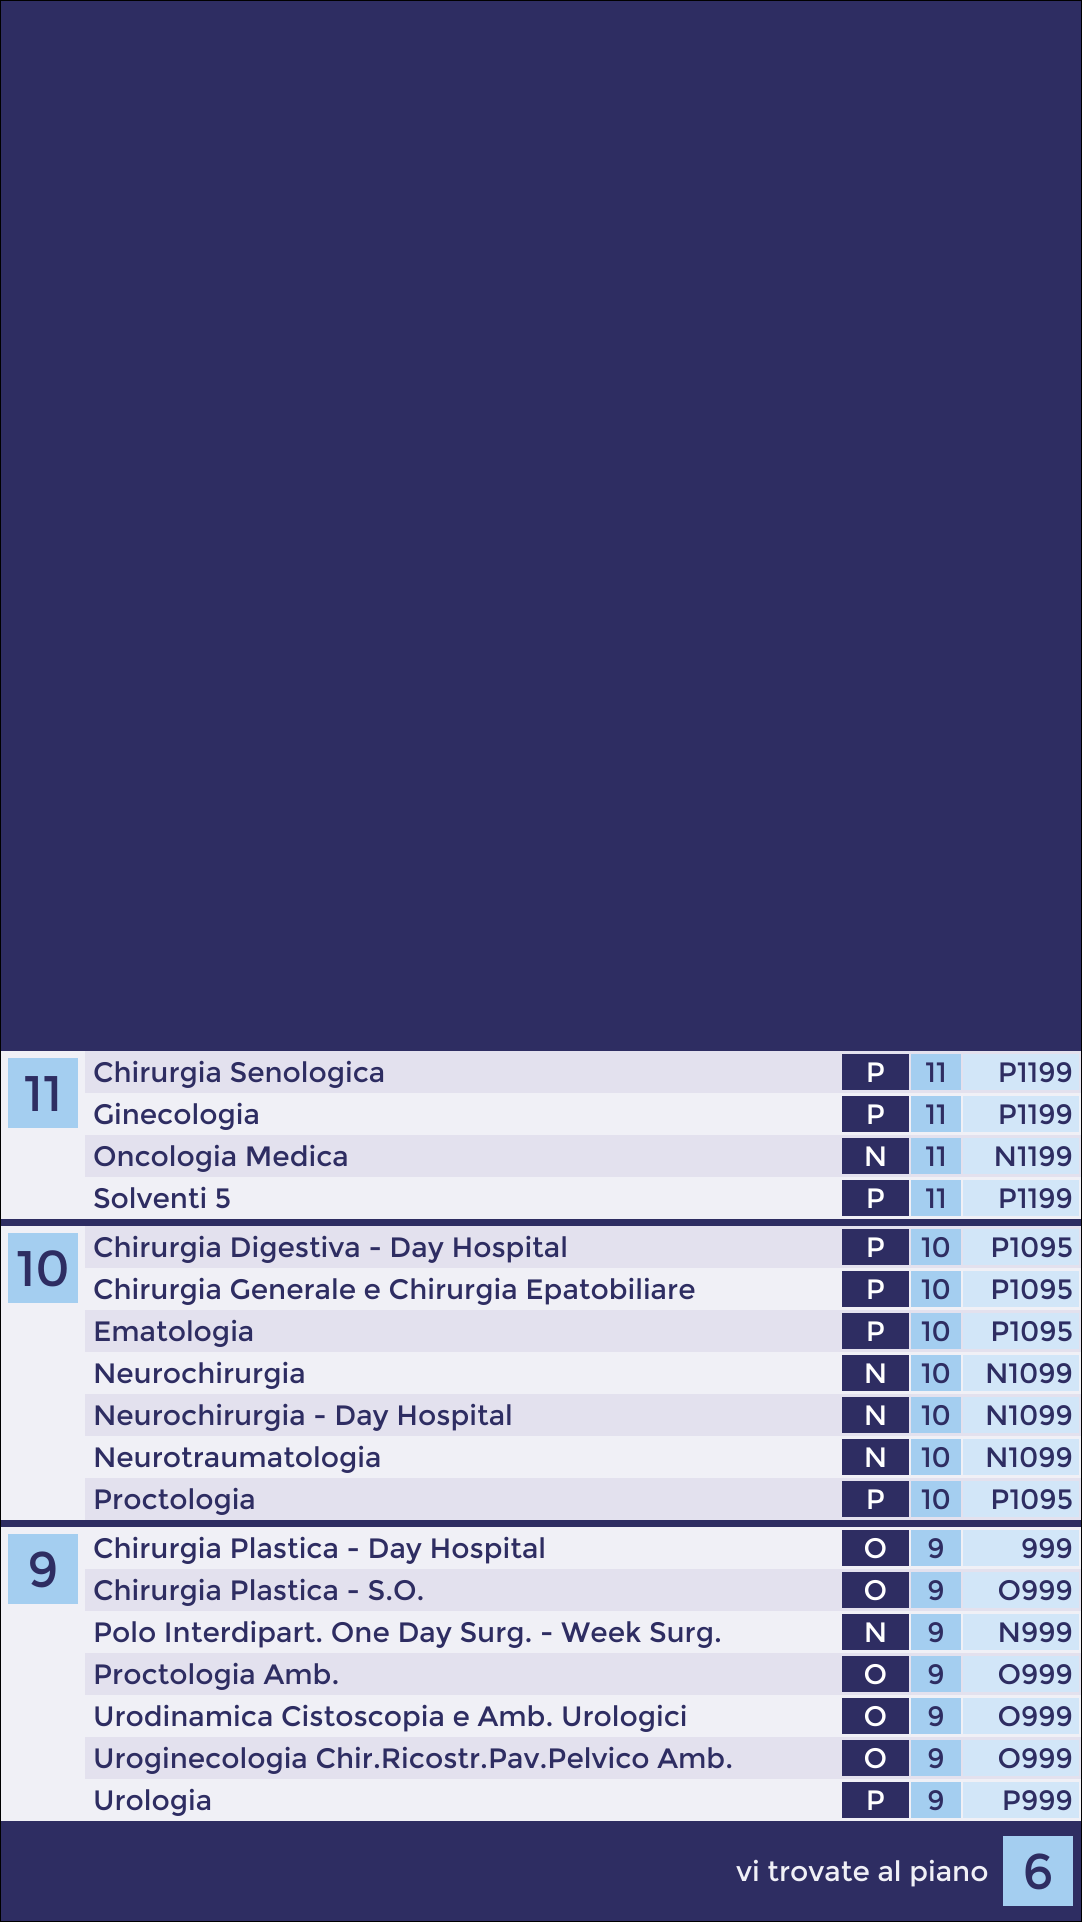 11 Chirurgia Senologica P 11 P1199
Ginecologia P 11 P1199
Oncologia Medica N 11 N1199
Solventi 5 P 11 P1199
10 Chirurgia Digestiva - Day Hospital P 10 P1095
Chirurgia Generale e Chirurgia Epatobiliare P 10 P1095
Ematologia P 10 P1095
Neurochirurgia N 10 N1099
Neurochirurgia - Day Hospital N 10 N1099
Neurotraumatologia N 10 N1099
Proctologia P 10 P1095
9 Chirurgia Plastica - Day Hospital O 9 999
Chirurgia Plastica - S.O. O 9 O999
Polo Interdipart. One Day Surg. - Week Surg. N 9 N999
Proctologia Amb. O 9 O999
Urodinamica Cistoscopia e Amb. Urologici O 9 O999
Uroginecologia Chir.Ricostr.Pav.Pelvico Amb. O 9 O999
Urologia P 9 P999
vi trovate al piano 6